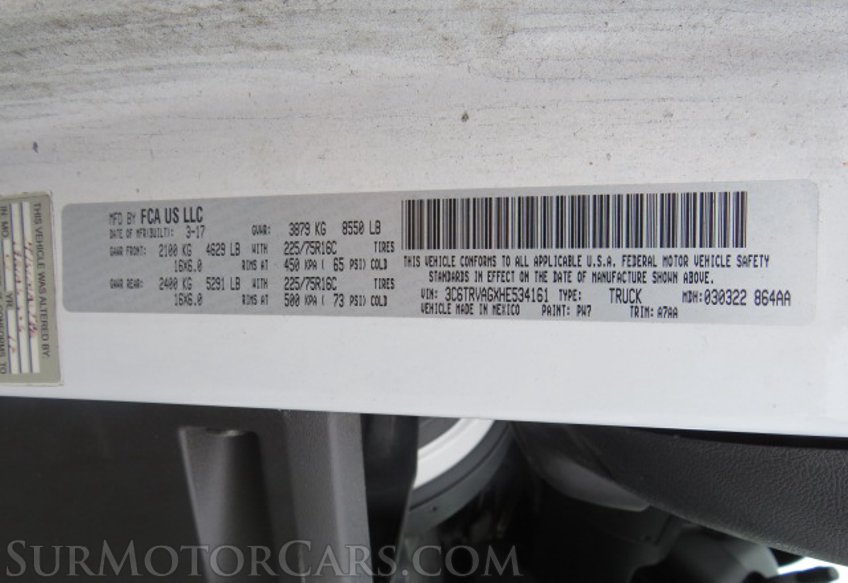 MFD BY FCA US LLC
DATE OF MFR(BUILT): 3-17 GVWR: 3879 KG 8550 LB
GAWR FRONT: 2100 KG 4629 LB WITH 225/75R16C TIRES
16X6.0 RIMS AT 450 KPA ( 65 PSI) COLD
GAWR REAR: 2400 KG 5291 LB WITH 225/75R16C TIRES
16X6.0 RIMS AT 500 KPA ( 73 PSI) COLD
THIS VEHICLE CONFORMS TO ALL APPLICABLE U.S.A. FEDERAL MOTOR VEHICLE SAFETY
STANDARDS IN EFFECT ON THE DATE OF MANUFACTURE SHOWN ABOVE.
VIN: 3C6TRVAGXHE534161 TYPE: TRUCK MDH: 030322 864AA
VEHICLE MADE IN MEXICO PAINT: PW7 TRIM: A7AA
THIS VEHICLE WAS ALTERED BY:
IN MO YR
CONFORMS TO
SURMOTORCARS.COM